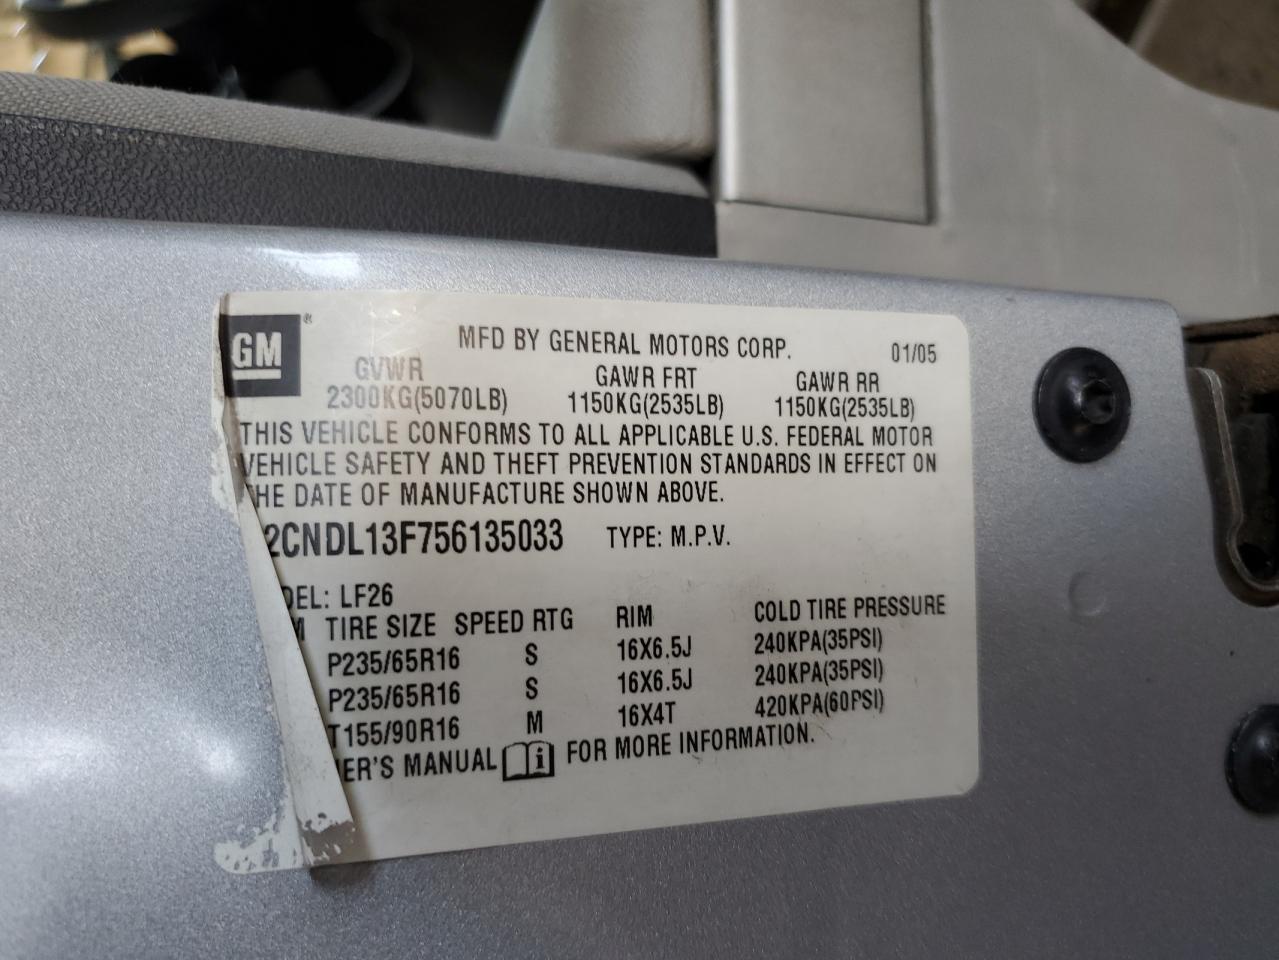 GM ®
MFD BY GENERAL MOTORS CORP. 01/05
GVWR GAWR FRT GAWR RR
2300KG(5070LB) 1150KG(2535LB) 1150KG(2535LB)
THIS VEHICLE CONFORMS TO ALL APPLICABLE U.S. FEDERAL MOTOR
VEHICLE SAFETY AND THEFT PREVENTION STANDARDS IN EFFECT ON
HE DATE OF MANUFACTURE SHOWN ABOVE.
2CNDL13F756135033 TYPE: M.P.V.
DEL: LF26
M TIRE SIZE SPEED RTG RIM COLD TIRE PRESSURE
P235/65R16 S 16X6.5J 240KPA(35PSI)
P235/65R16 S 16X6.5J 240KPA(35PSI)
T155/90R16 M 16X4T 420KPA(60PSI)
ER'S MANUAL i FOR MORE INFORMATION.